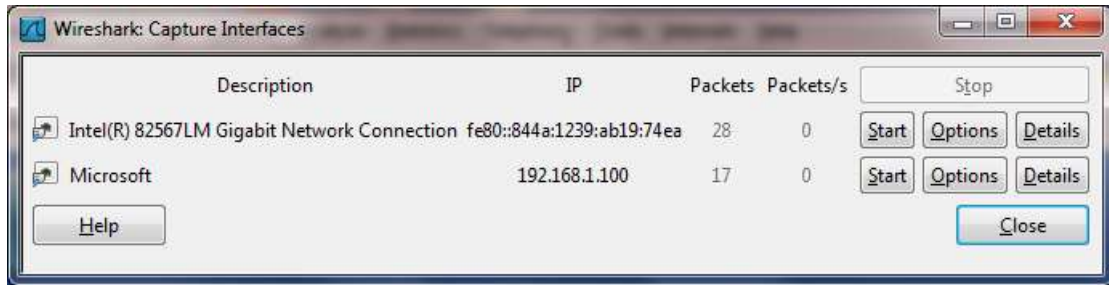 Wireshark: Capture Interfaces
Description IP Packets Packets/s Stop
Intel(R) 82567LM Gigabit Network Connection fe80::844a:1239:ab19:74ea 28 0 Start Options Details
Microsoft 192.168.1.100 17 0 Start Options Details
Help Close